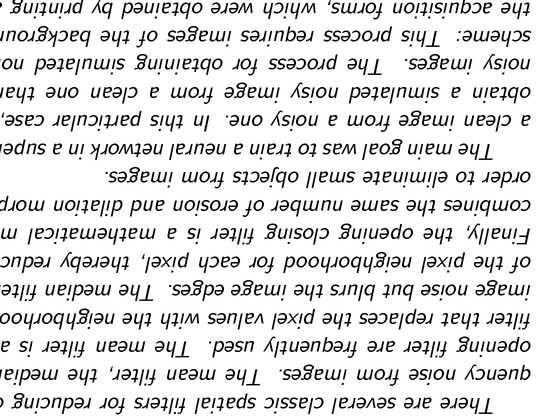 There are several classic spatial filters for reducing
quency noise from images. The mean filter, the median
opening filter are frequently used. The mean filter is a
filter that replaces the pixel values with the neighborhoo
image noise but blurs the image edges. The median filte
of the pixel neighborhood for each pixel, thereby reduc
Finally, the opening closing filter is a mathematical m
combines the same number of erosion and dilation morp
order to eliminate small objects from images.
The main goal was to train a neural network in a supe
a clean image from a noisy one. In this particular case,
obtain a simulated noisy image from a clean one than
noisy images. The process for obtaining simulated no
scheme: This process requires images of the backgroun
the acquisition forms, which were obtained by printing